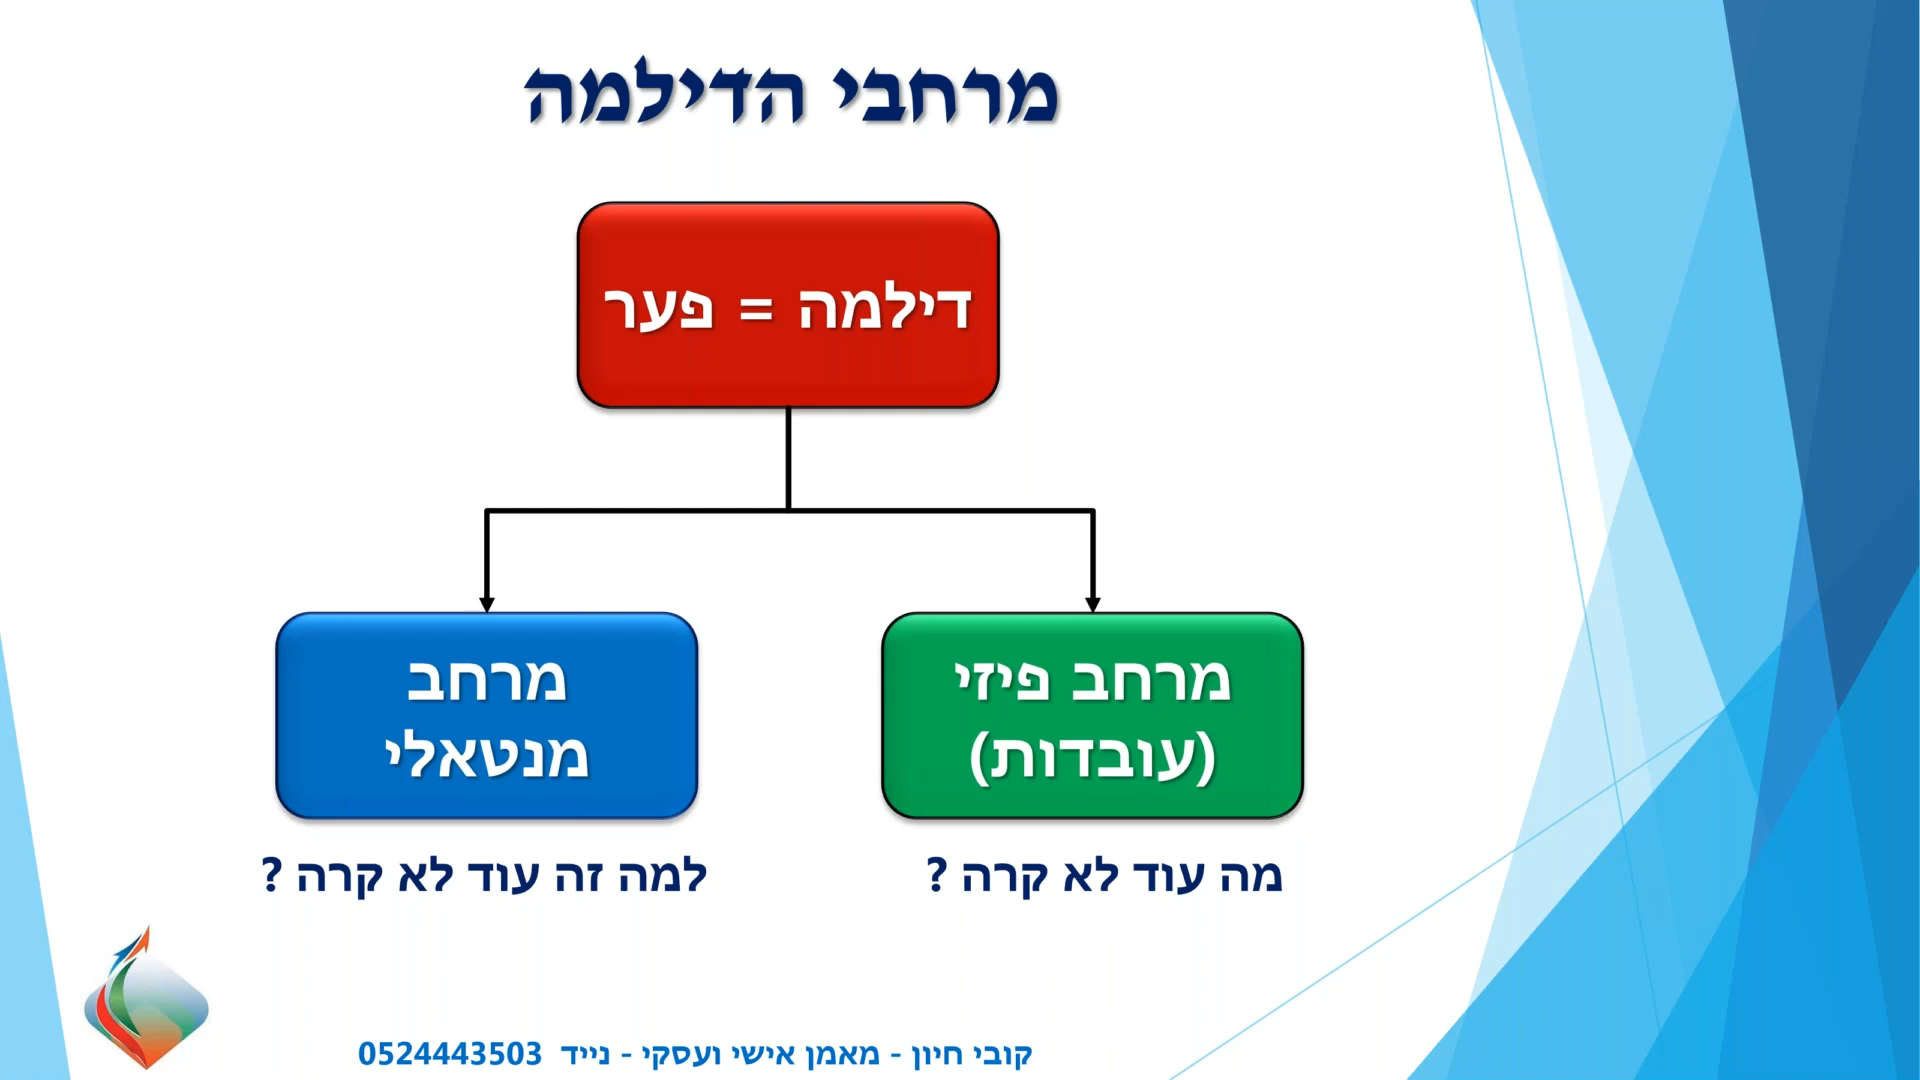 מרחבי הדילמה
דילמה = פער
מרחב פיזי
(עובדות)
מרחב
מנטאלי
מה עוד לא קרה ?
למה זה עוד לא קרה ?
קובי חיון - מאמן אישי ועסקי - נייד 0524443503